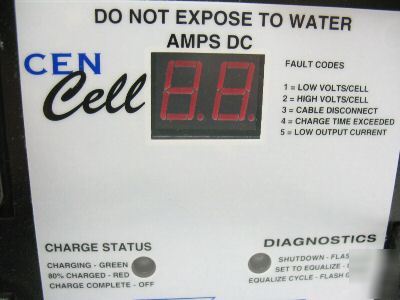 DO NOT EXPOSE TO WATER
AMPS DC
CEN
Cell
8.8.
FAULT CODES
1 = LOW VOLTS/CELL
2 = HIGH VOLTS/CELL
3 = CABLE DISCONNECT
4 = CHARGE TIME EXCEEDED
5 = LOW OUTPUT CURRENT
CHARGE STATUS
CHARGING - GREEN
80% CHARGED - RED
CHARGE COMPLETE - OFF
DIAGNOSTICS
SHUTDOWN -
SET TO EQUALIZE -
EQUALIZE CYCLE - FLASH